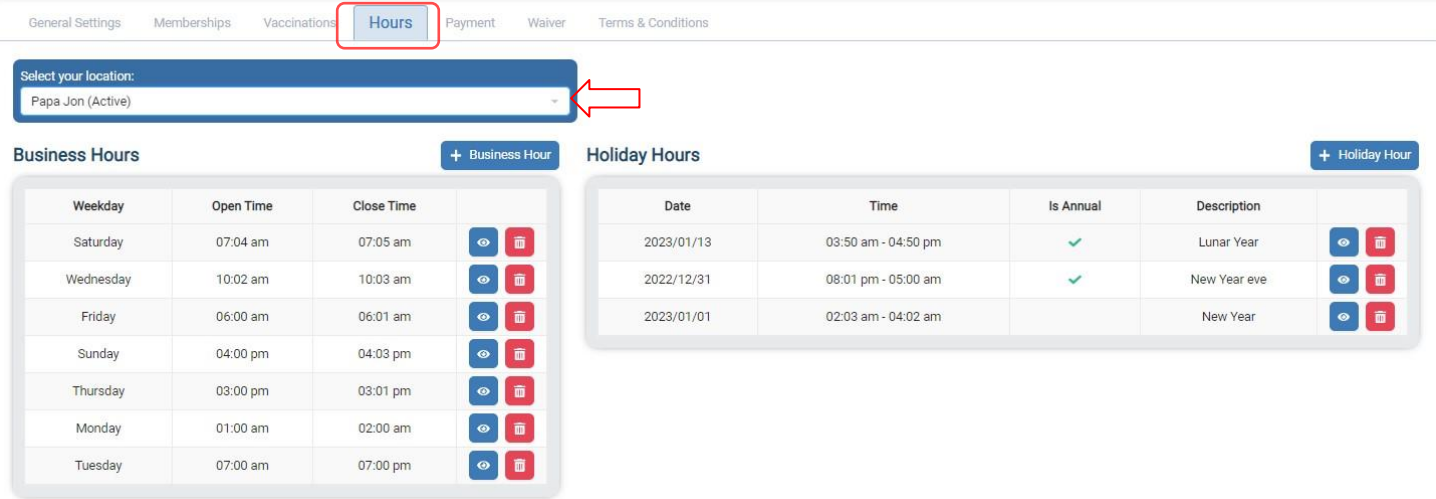 General Settings Memberships Vaccinations Hours Payment Waiver Terms & Conditions
Select your location:
Papa Jon (Active)
Business Hours + Business Hour
Weekday Open Time Close Time
Saturday 07:04 am 07:05 am
Wednesday 10:02 am 10:03 am
Friday 06:00 am 06:01 am
Sunday 04:00 pm 04:03 pm
Thursday 03:00 pm 03:01 pm
Monday 01:00 am 02:00 am
Tuesday 07:00 am 07:00 pm
Holiday Hours + Holiday Hour
Date Time Is Annual Description
2023/01/13 03:50 am - 04:50 pm Lunar Year
2022/12/31 08:01 pm - 05:00 am New Year eve
2023/01/01 02:03 am - 04:02 am New Year